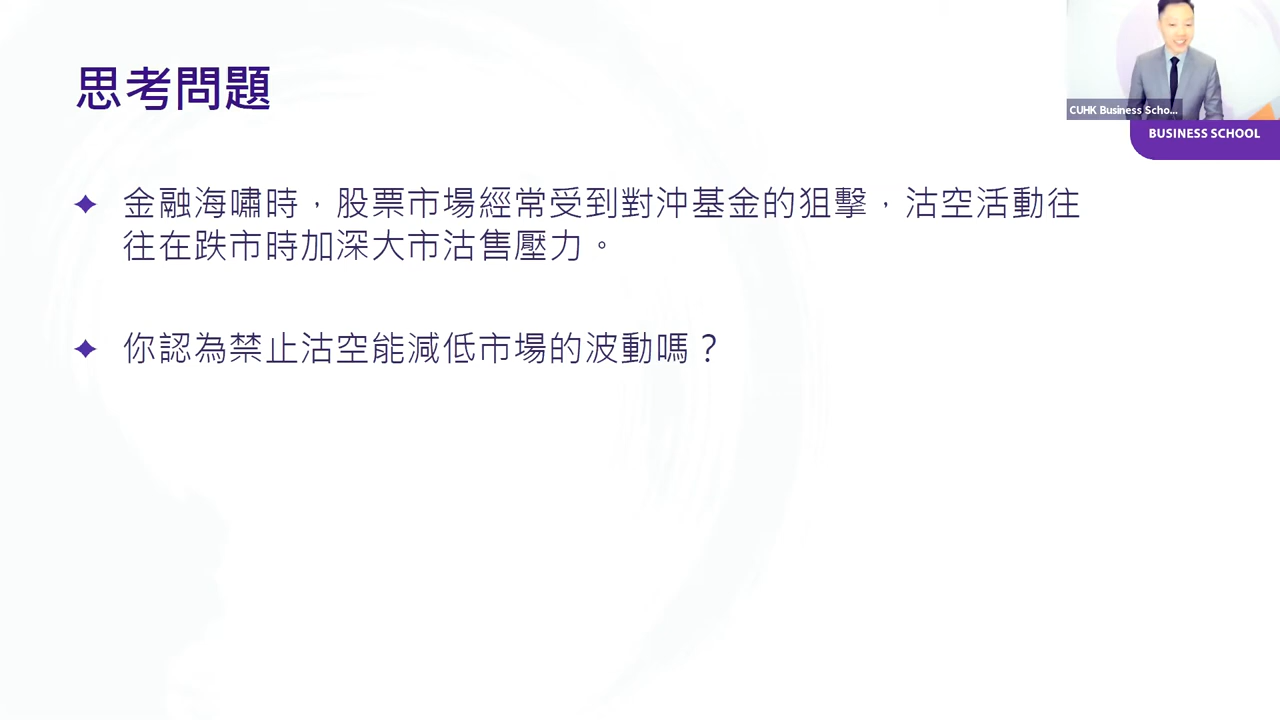 思考問題
CUHK Business Scho...
BUSINESS SCHOOL
金融海嘯時，股票市場經常受到對沖基金的狙擊，沽空活動往
往在跌市時加深大市沽售壓力。
你認為禁止沽空能減低市場的波動嗎？